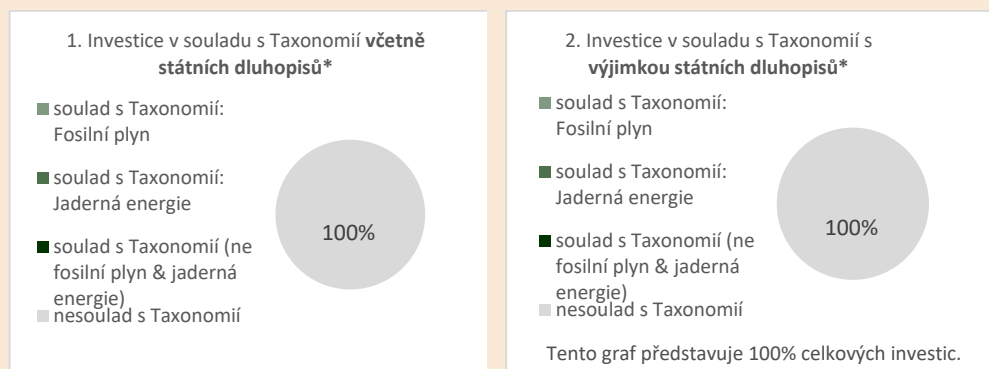 1. Investice v souladu s Taxonomií včetně
státních dluhopisů*
soulad s Taxonomií:
Fosilní plyn
soulad s Taxonomií:
Jaderná energie
soulad s Taxonomií (ne
fosilní plyn & jaderná
energie)
nesoulad s Taxonomií
100%
2. Investice v souladu s Taxonomií s
výjimkou státních dluhopisů*
soulad s Taxonomií:
Fosilní plyn
soulad s Taxonomií:
Jaderná energie
soulad s Taxonomií (ne
fosilní plyn & jaderná
energie)
nesoulad s Taxonomií
100%
Tento graf představuje 100% celkových investic.